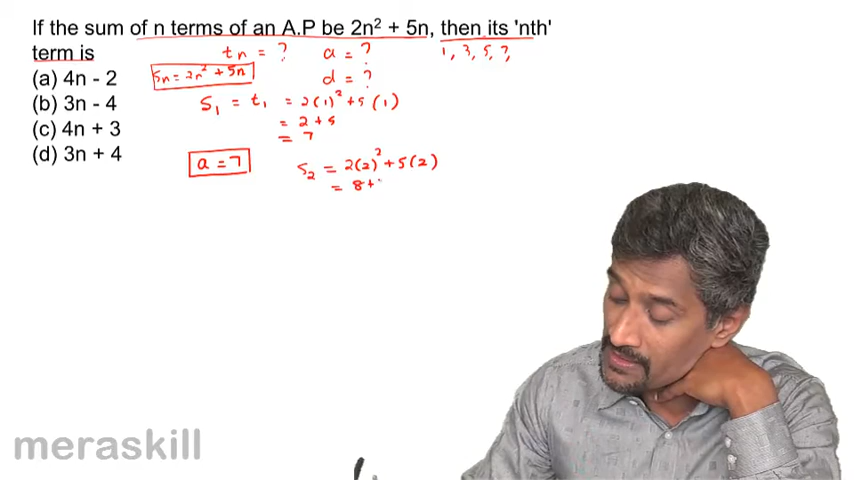 If the sum of n terms of an A.P be 2n² + 5n, then its 'nth'
term is
tn = ? a = ? 1, 3, 5, 7,
(a) 4n - 2
Sn = 2n² + 5n
d = ?
(b) 3n - 4
S₁ = t₁ = 2(1)² + 5(1)
(c) 4n + 3
= 2 + 5
= 7
(d) 3n + 4
a = 7
S₂ = 2(2)² + 5(2)
= 8+
meraskill